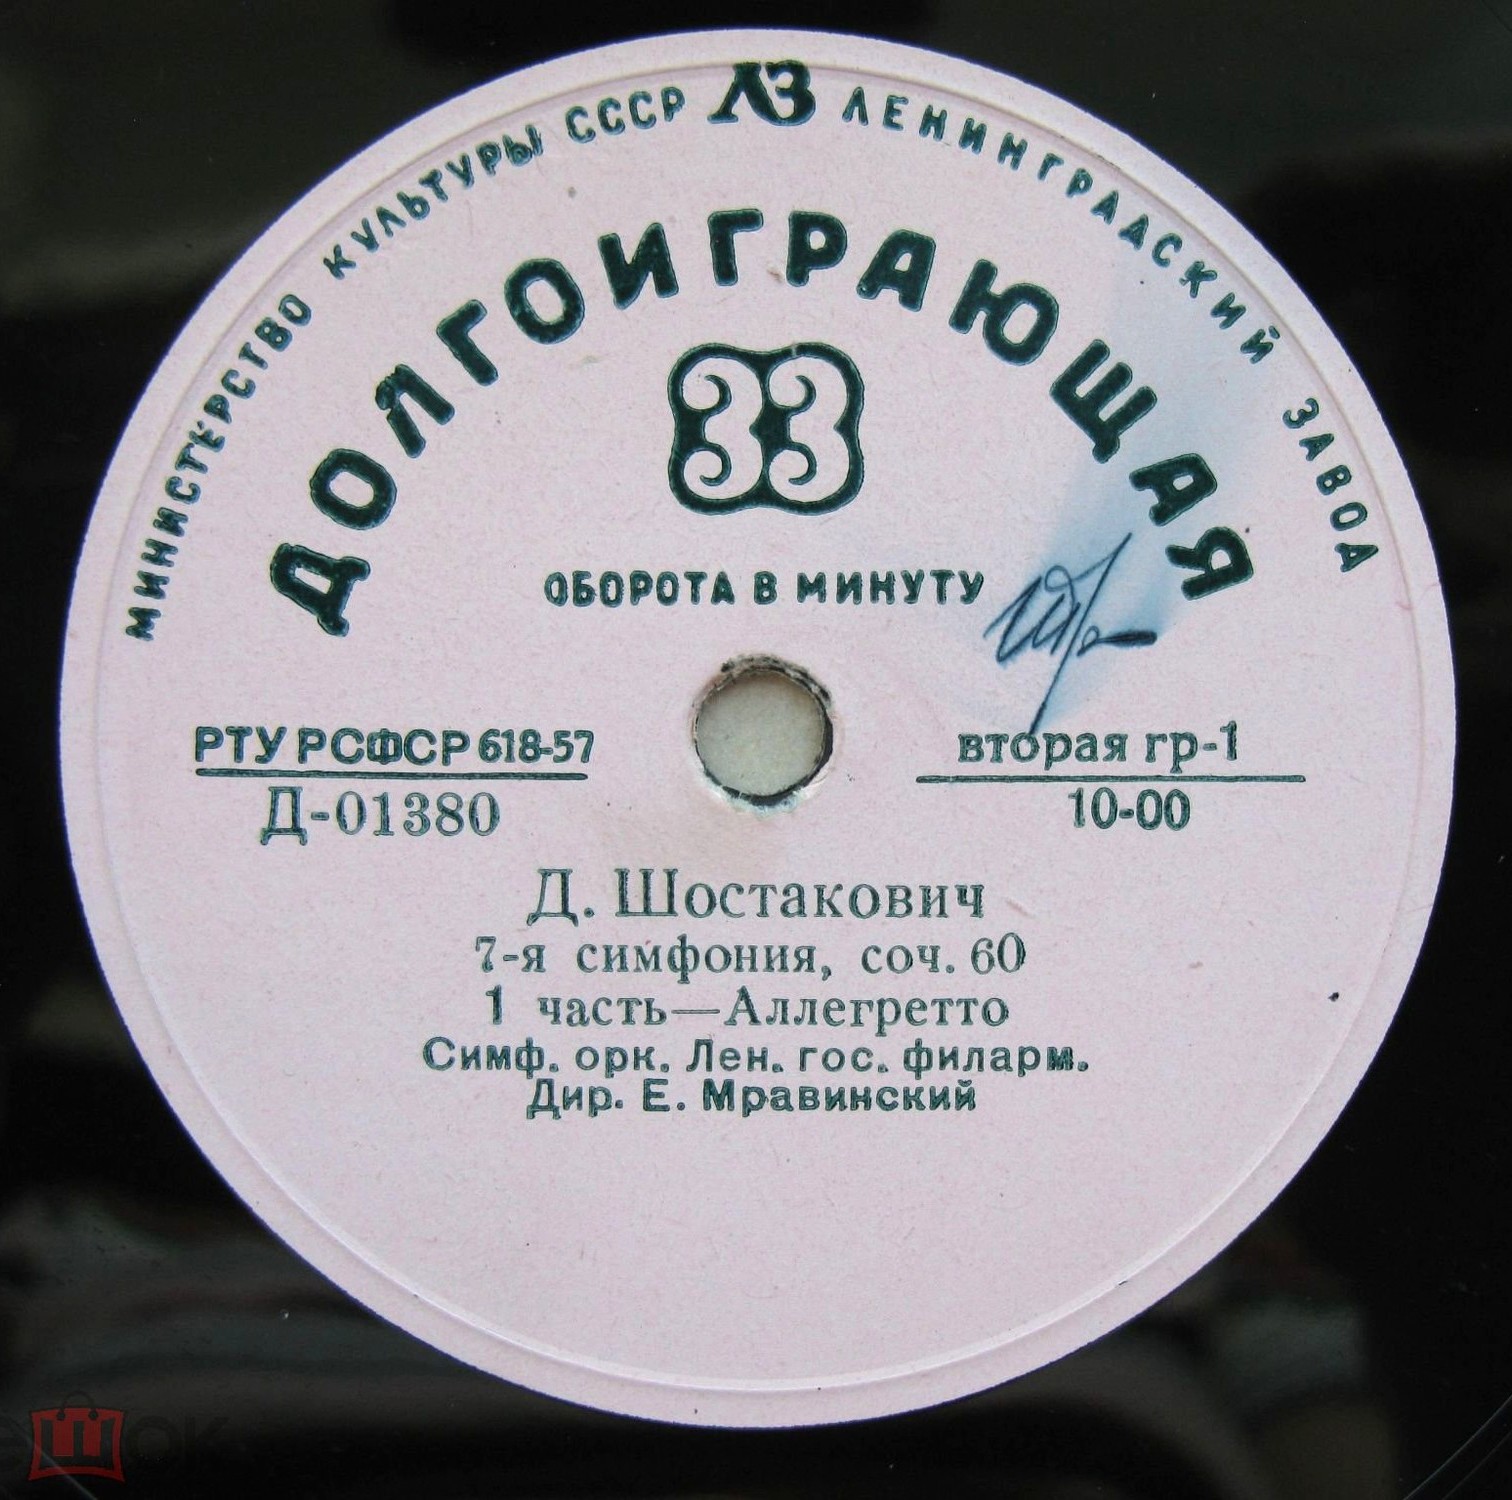 МИНИСТЕРСТВО КУЛЬТУРЫ СССР ЛЗ ЛЕНИНГРАДСКИЙ ЗАВОД
ДОЛГОИГРАЮЩАЯ
33
ОБОРОТА В МИНУТУ
РТУ РСФСР 618-57
Д-01380
вторая гр-1
10-00
Д. Шостакович
7-я симфония, соч. 60
1 часть—Аллегретто
Симф. орк. Лен. гос. филарм.
Дир. Е. Мравинский